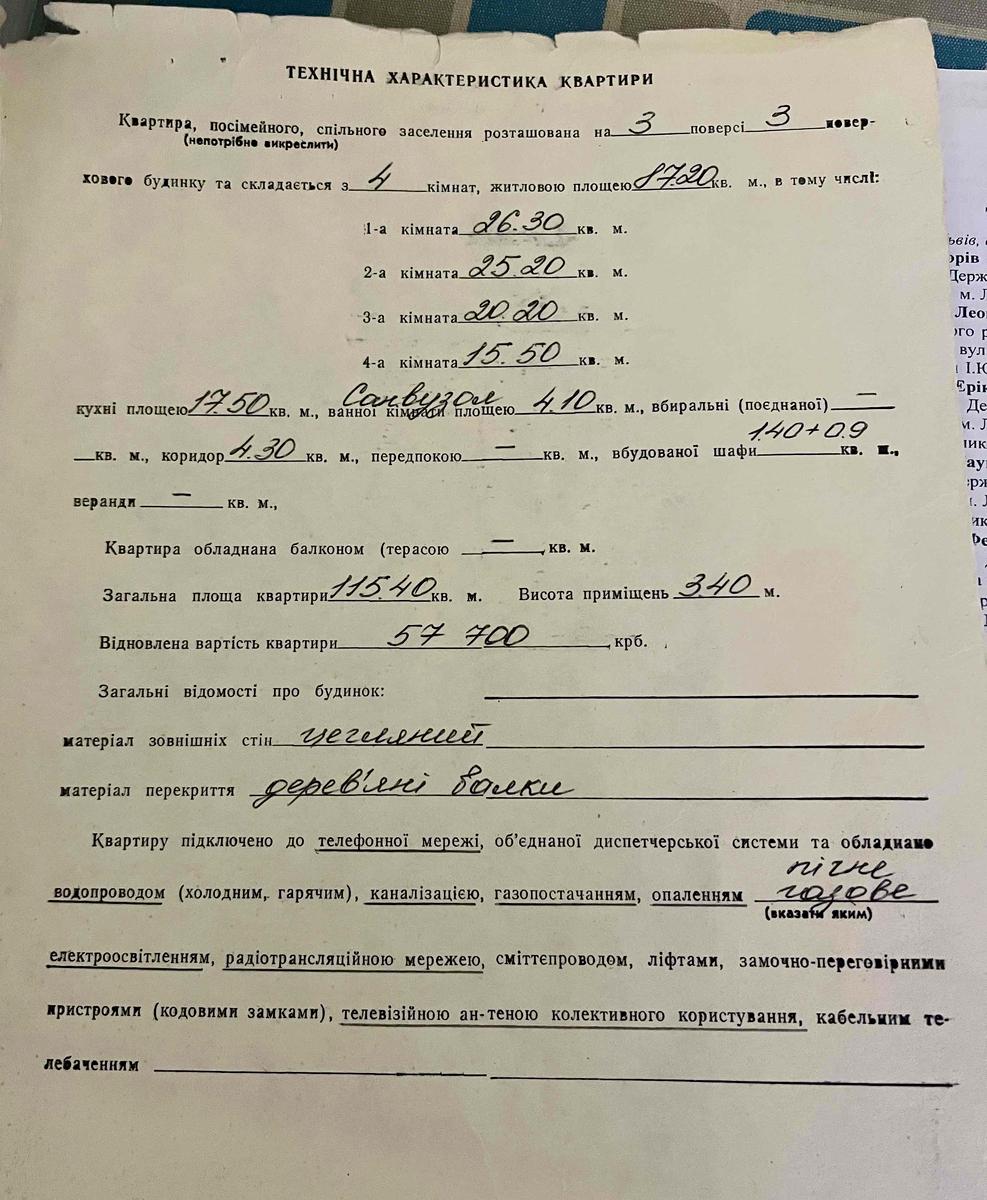 ТЕХНІЧНА ХАРАКТЕРИСТИКА КВАРТИРИ
Квартира, посімейного, спільного заселення розташована на 3 поверсі 3 повер-
(непотрібне викреслити)
хового будинку та складається з 4 кімнат, житловою площею 87.20 кв. м., в тому числі:
1-а кімната 26.30 кв. м.
2-а кімната 25.20 кв. м.
3-а кімната 20.20 кв. м.
4-а кімната 15.50 кв. м.
Санвузол
кухні площею 17.50 кв. м., ванної кімнати площею 4.10 кв. м., вбиральні (поєднаної) —
1.40+0.9
кв. м., коридор 4.30 кв. м., передпокою — кв. м., вбудованої шафи кв. м.,
веранди — кв. м.,
Квартира обладнана балконом (терасою — , кв. м.
Загальна площа квартири 115.40 кв. м. Висота приміщень 3.40 м.
Відновлена вартість квартири 57 700 , крб.
Загальні відомості про будинок:
матеріал зовнішніх стін цегляний
матеріал перекриття дерев'яні балки
Квартиру підключено до телефонної мережі, об'єднаної диспетчерської системи та обладнано
пічне
водопроводом (холодним, гарячим), каналізацією, газопостачанням, опаленням газове
(вказати яким)
електроосвітленням, радіотрансляційною мережею, сміттєпроводом, ліфтами, замочно-переговірними
пристроями (кодовими замками), телевізійною ан-теною колективного користування, кабельним те-
лебаченням
ьвів,
орів
Держ
м. Л
Леон
ого р
вул
І.Ю
Де
м. Л